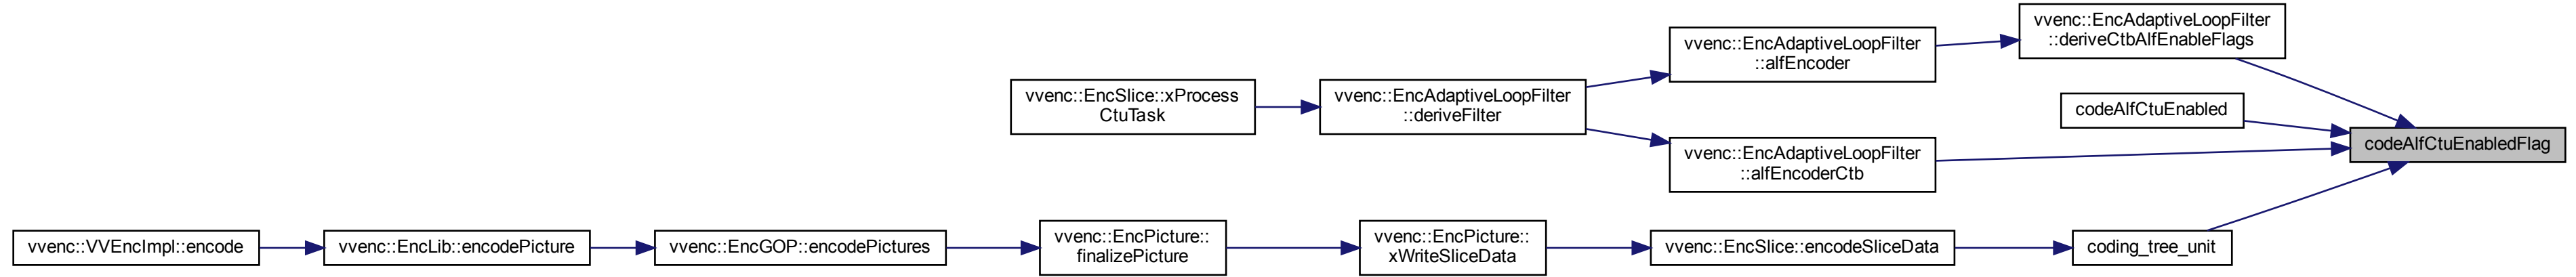 vvenc::EncAdaptiveLoopFilter
::deriveCtbAlfEnableFlags
vvenc::EncAdaptiveLoopFilter
::alfEncoder
vvenc::EncSlice::xProcess
CtuTask
vvenc::EncAdaptiveLoopFilter
::deriveFilter
codeAlfCtuEnabled
codeAlfCtuEnabledFlag
vvenc::EncAdaptiveLoopFilter
::alfEncoderCtb
vvenc::VVEncImpl::encode
vvenc::EncLib::encodePicture
vvenc::EncGOP::encodePictures
vvenc::EncPicture::
finalizePicture
vvenc::EncPicture::
xWriteSliceData
vvenc::EncSlice::encodeSliceData
coding_tree_unit